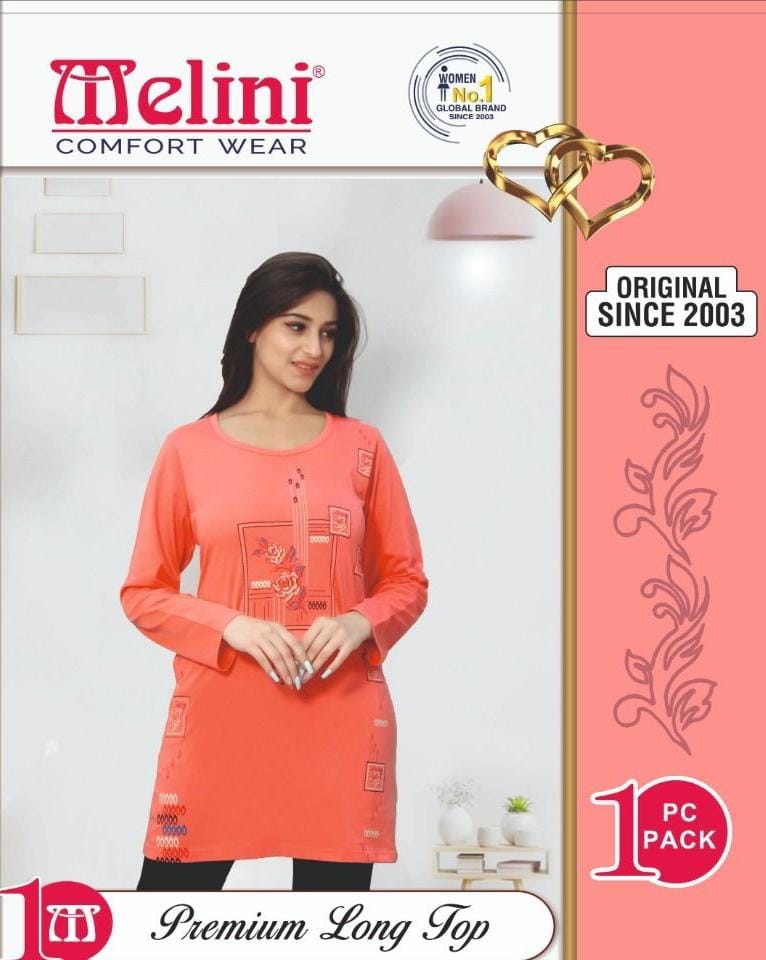 Melini®
COMFORT WEAR
WOMEN
No.1
GLOBAL BRAND
SINCE 2003
ORIGINAL
SINCE 2003
1 PC
PACK
1 M
Premium Long Top